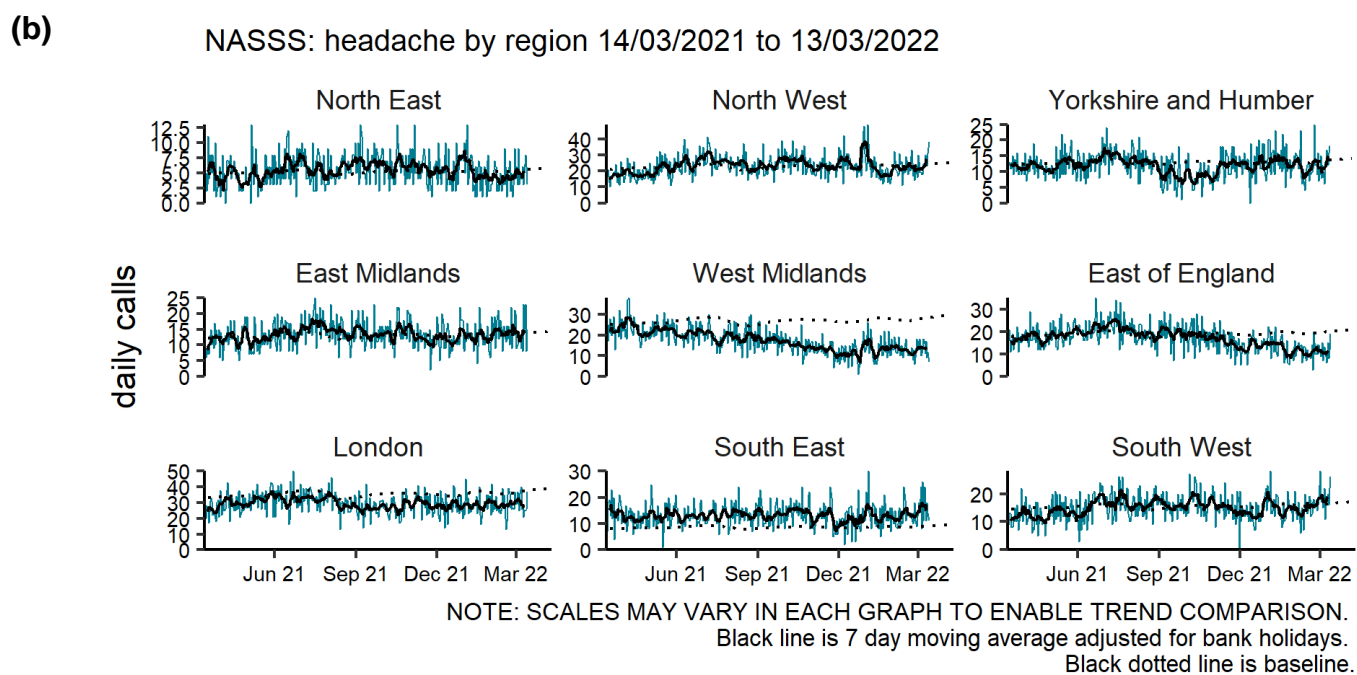 (b)
NASSS: headache by region 14/03/2021 to 13/03/2022
daily calls
North East
12.5
10.0
7.5
5.0
2.5
0.0
North West
40
30
20
10
0
Yorkshire and Humber
25
20
15
10
5
0
East Midlands
25
20
15
10
5
0
West Midlands
30
20
10
0
East of England
30
20
10
0
London
50
40
30
20
10
0
Jun 21 Sep 21 Dec 21 Mar 22
South East
30
20
10
0
Jun 21 Sep 21 Dec 21 Mar 22
South West
20
10
0
Jun 21 Sep 21 Dec 21 Mar 22
NOTE: SCALES MAY VARY IN EACH GRAPH TO ENABLE TREND COMPARISON.
Black line is 7 day moving average adjusted for bank holidays.
Black dotted line is baseline.